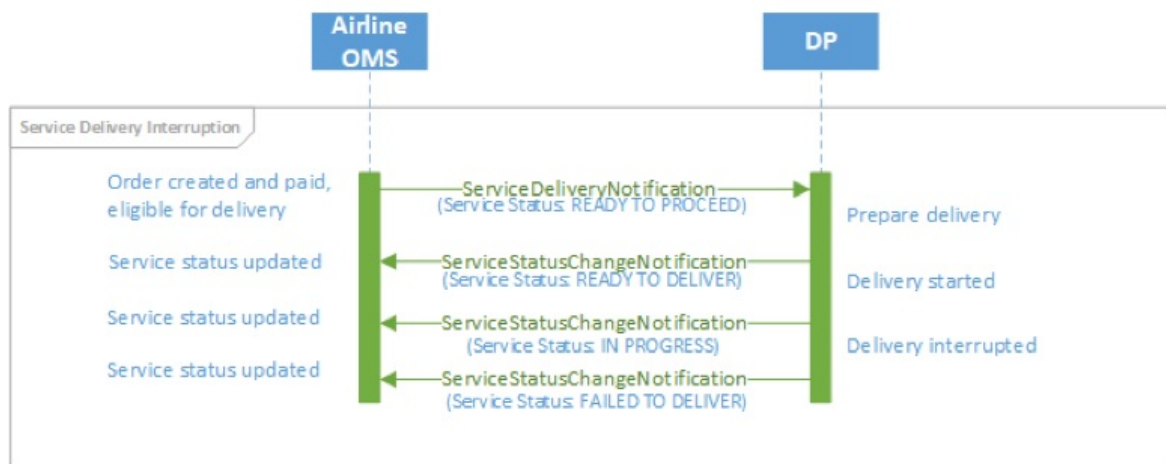 Airline
OMS
DP
Service Delivery Interruption
Order created and paid,
eligible for delivery
ServiceDeliveryNotification
(Service Status: READY TO PROCEED)
Prepare delivery
Service status updated
ServiceStatusChangeNotification
(Service Status: READY TO DELIVER)
Delivery started
Service status updated
ServiceStatusChangeNotification
(Service Status: IN PROGRESS)
Delivery interrupted
Service status updated
ServiceStatusChangeNotification
(Service Status: FAILED TO DELIVER)